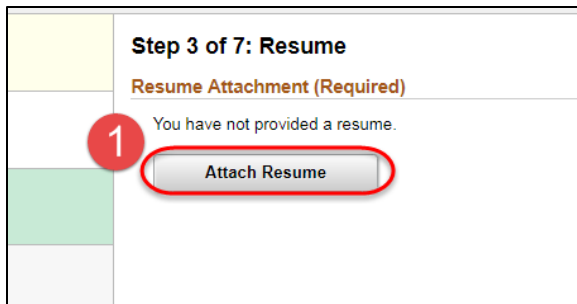 Step 3 of 7: Resume
Resume Attachment (Required)
You have not provided a resume.
1
Attach Resume